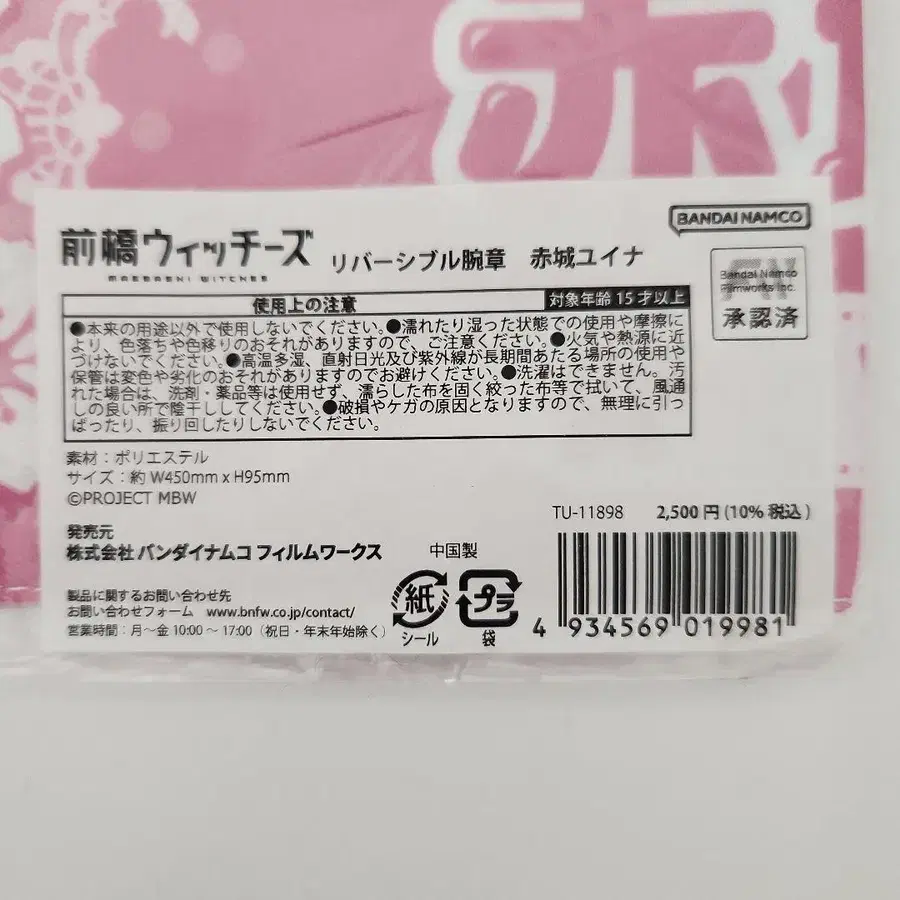 赤
BANDAI NAMCO
前橋ウィッチーズ
MAEBASHI WITCHES
リバーシブル腕章 赤城ユイナ
Bandai Namco
Filmworks Inc.
承認済
使用上の注意
対象年齢 15才以上
●本来の用途以外で使用しないでください。●濡れたり湿った状態での使用や摩擦に
より、色落ちや色移りのおそれがありますので、ご注意ください。●火気や熱源に近
づけないでください。●高温多湿、直射日光及び紫外線が長期間あたる場所の使用や
保管は変色や劣化のおそれがありますのでお避けください。●洗濯はできません。汚
れた場合は、洗剤・薬品等は使用せず、濡らした布を固く絞った布等で拭いて、風通
しの良い所で陰干ししてください。●破損やケガの原因となりますので、無理に引っ
ぱったり、振り回したりしないでください。
素材：ポリエステル
サイズ：約 W450mm x H95mm
©PROJECT MBW
TU-11898 2,500円(10% 税込)
発売元
株式会社 バンダイナムコ フィルムワークス 中国製
製品に関するお問い合わせ先
お問い合わせフォーム www.bnfw.co.jp/contact/
営業時間：月〜金 10:00 〜 17:00（祝日・年末年始除く）
紙
シール
プラ
袋
4 934569 019981